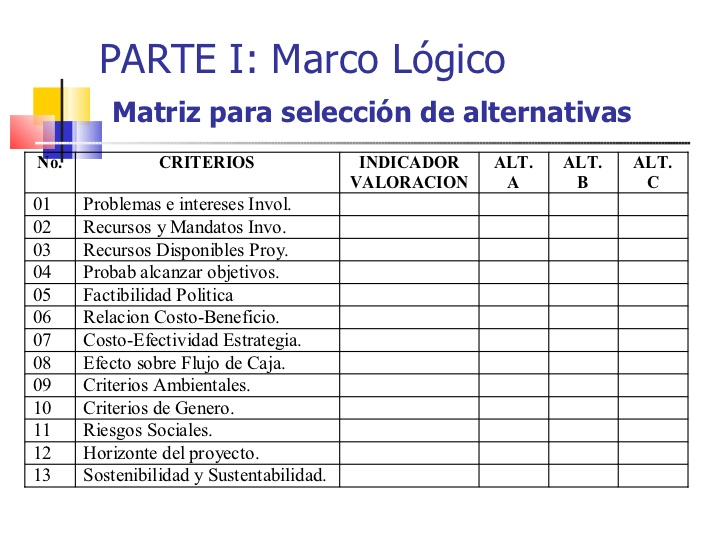 PARTE I: Marco Lógico
Matriz para selección de alternativas
No. CRITERIOS INDICADOR VALORACION ALT. A ALT. B ALT. C
01 Problemas e intereses Invol.
02 Recursos y Mandatos Invo.
03 Recursos Disponibles Proy.
04 Probab alcanzar objetivos.
05 Factibilidad Politica
06 Relacion Costo-Beneficio.
07 Costo-Efectividad Estrategia.
08 Efecto sobre Flujo de Caja.
09 Criterios Ambientales.
10 Criterios de Genero.
11 Riesgos Sociales.
12 Horizonte del proyecto.
13 Sostenibilidad y Sustentabilidad.